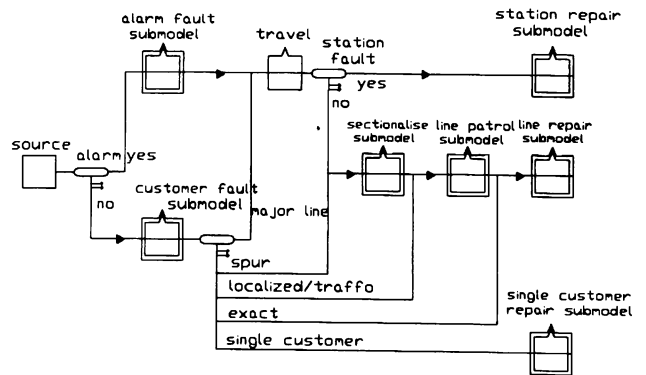 alarm fault
submodel
travel
station
fault
yes
no
station repair
submodel
source
alarm
yes
no
customer fault
submodel
major line
sectionalise
submodel
line patrol
submodel
line repair
submodel
spur
localized/traffo
exact
single customer
single customer
repair submodel